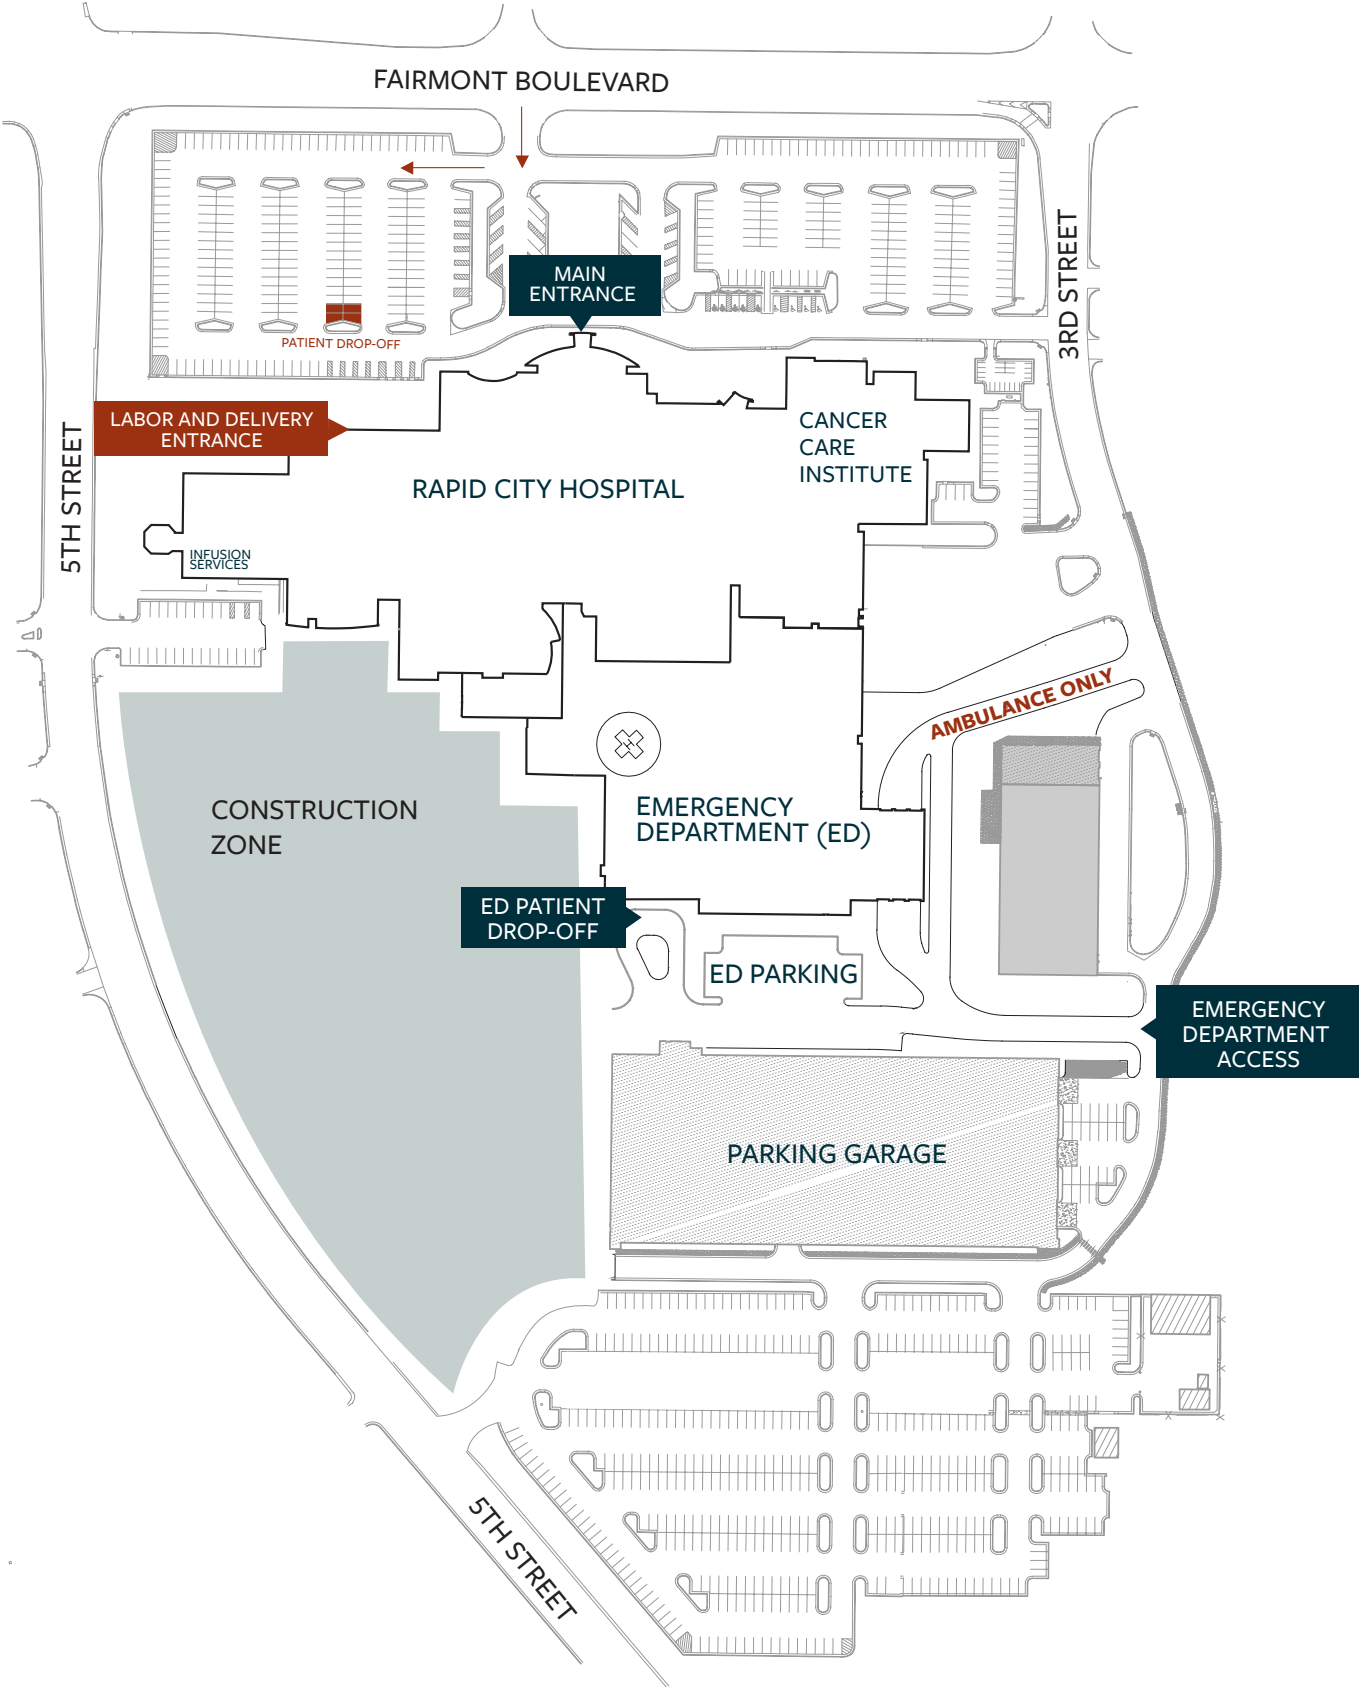 FAIRMONT BOULEVARD
3RD STREET
MAIN
ENTRANCE
PATIENT DROP-OFF
LABOR AND DELIVERY
ENTRANCE
CANCER
CARE
INSTITUTE
5TH STREET
RAPID CITY HOSPITAL
INFUSION
SERVICES
AMBULANCE ONLY
CONSTRUCTION
ZONE
EMERGENCY
DEPARTMENT (ED)
ED PATIENT
DROP-OFF
ED PARKING
EMERGENCY
DEPARTMENT
ACCESS
PARKING GARAGE
5TH STREET